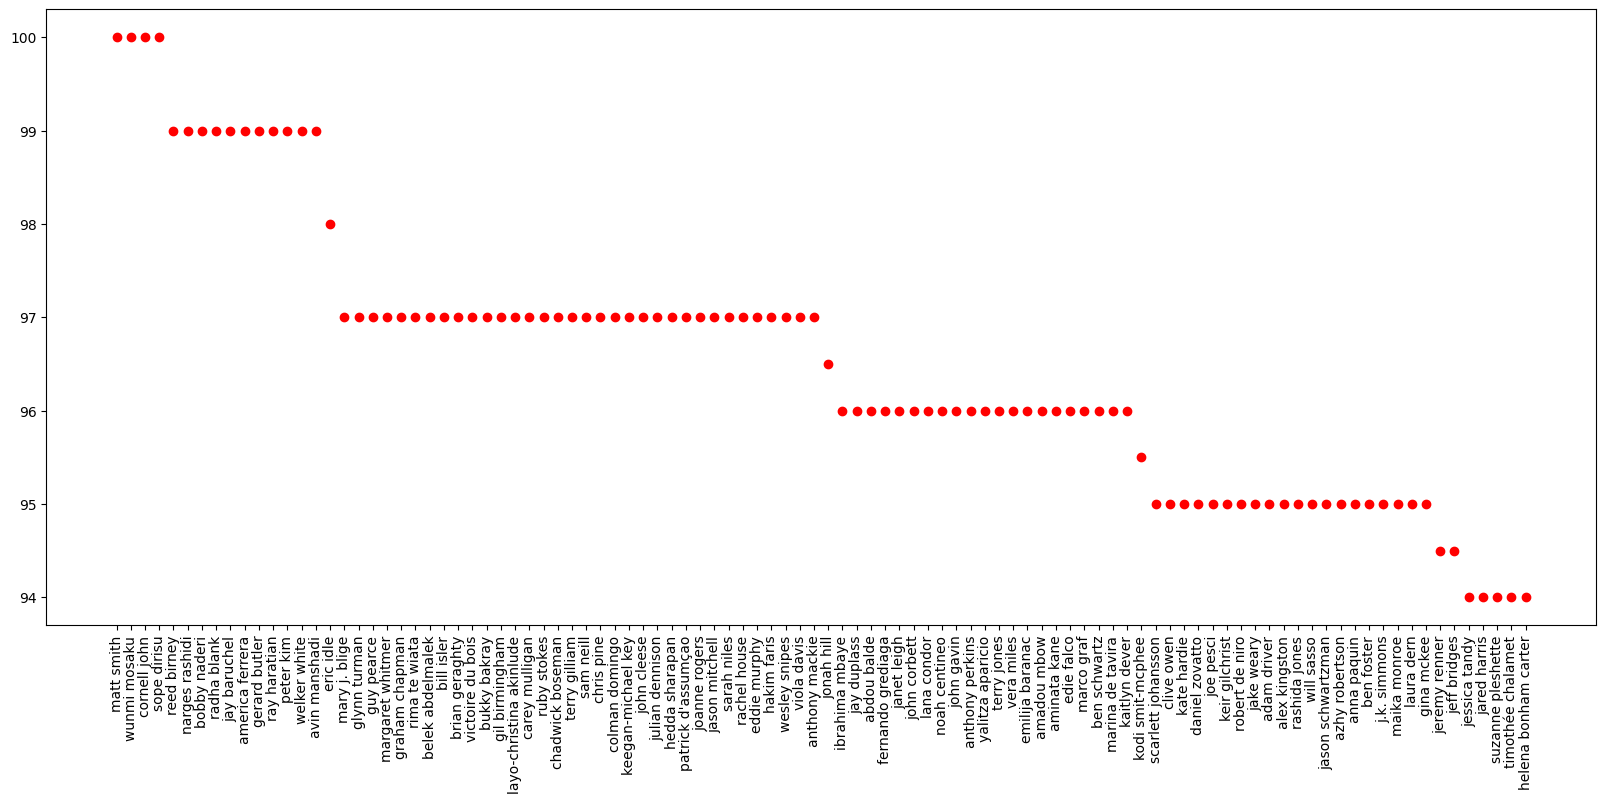 100
99
98
97
96
95
94
matt smith
wunmi mosaku
cornell john
sope dirisu
reed birney
narges rashidi
bobby naderi
radha blank
jay baruchel
america ferrera
gerard butler
ray haratian
peter kim
welker white
avin manshadi
eric idle
mary j. blige
glynn turman
guy pearce
margaret whitmer
graham chapman
rima te wiata
belek abdelmalek
bill isler
brian geraghty
victoire du bois
bukky bakray
gil birmingham
layo-christina akinlude
carey mulligan
ruby stokes
chadwick boseman
terry gilliam
sam neill
chris pine
colman domingo
keegan-michael key
john cleese
julian dennison
hedda sharapan
patrick d'assumçao
joanne rogers
jason mitchell
sarah niles
rachel house
eddie murphy
hakim faris
wesley snipes
viola davis
anthony mackie
jonah hill
ibrahima mbaye
jay duplass
abdou balde
fernando grediaga
janet leigh
john corbett
lana condor
noah centineo
john gavin
anthony perkins
yalitza aparicio
terry jones
vera miles
emilija baranac
amadou mbow
aminata kane
edie falco
marco graf
ben schwartz
marina de tavira
kaitlyn dever
kodi smit-mcphee
scarlett johansson
clive owen
kate hardie
daniel zovatto
joe pesci
keir gilchrist
robert de niro
jake weary
adam driver
alex kingston
rashida jones
will sasso
jason schwartzman
azhy robertson
anna paquin
ben foster
j.k. simmons
maika monroe
laura dern
gina mckee
jeremy renner
jeff bridges
jessica tandy
jared harris
suzanne pleshette
timothée chalamet
helena bonham carter